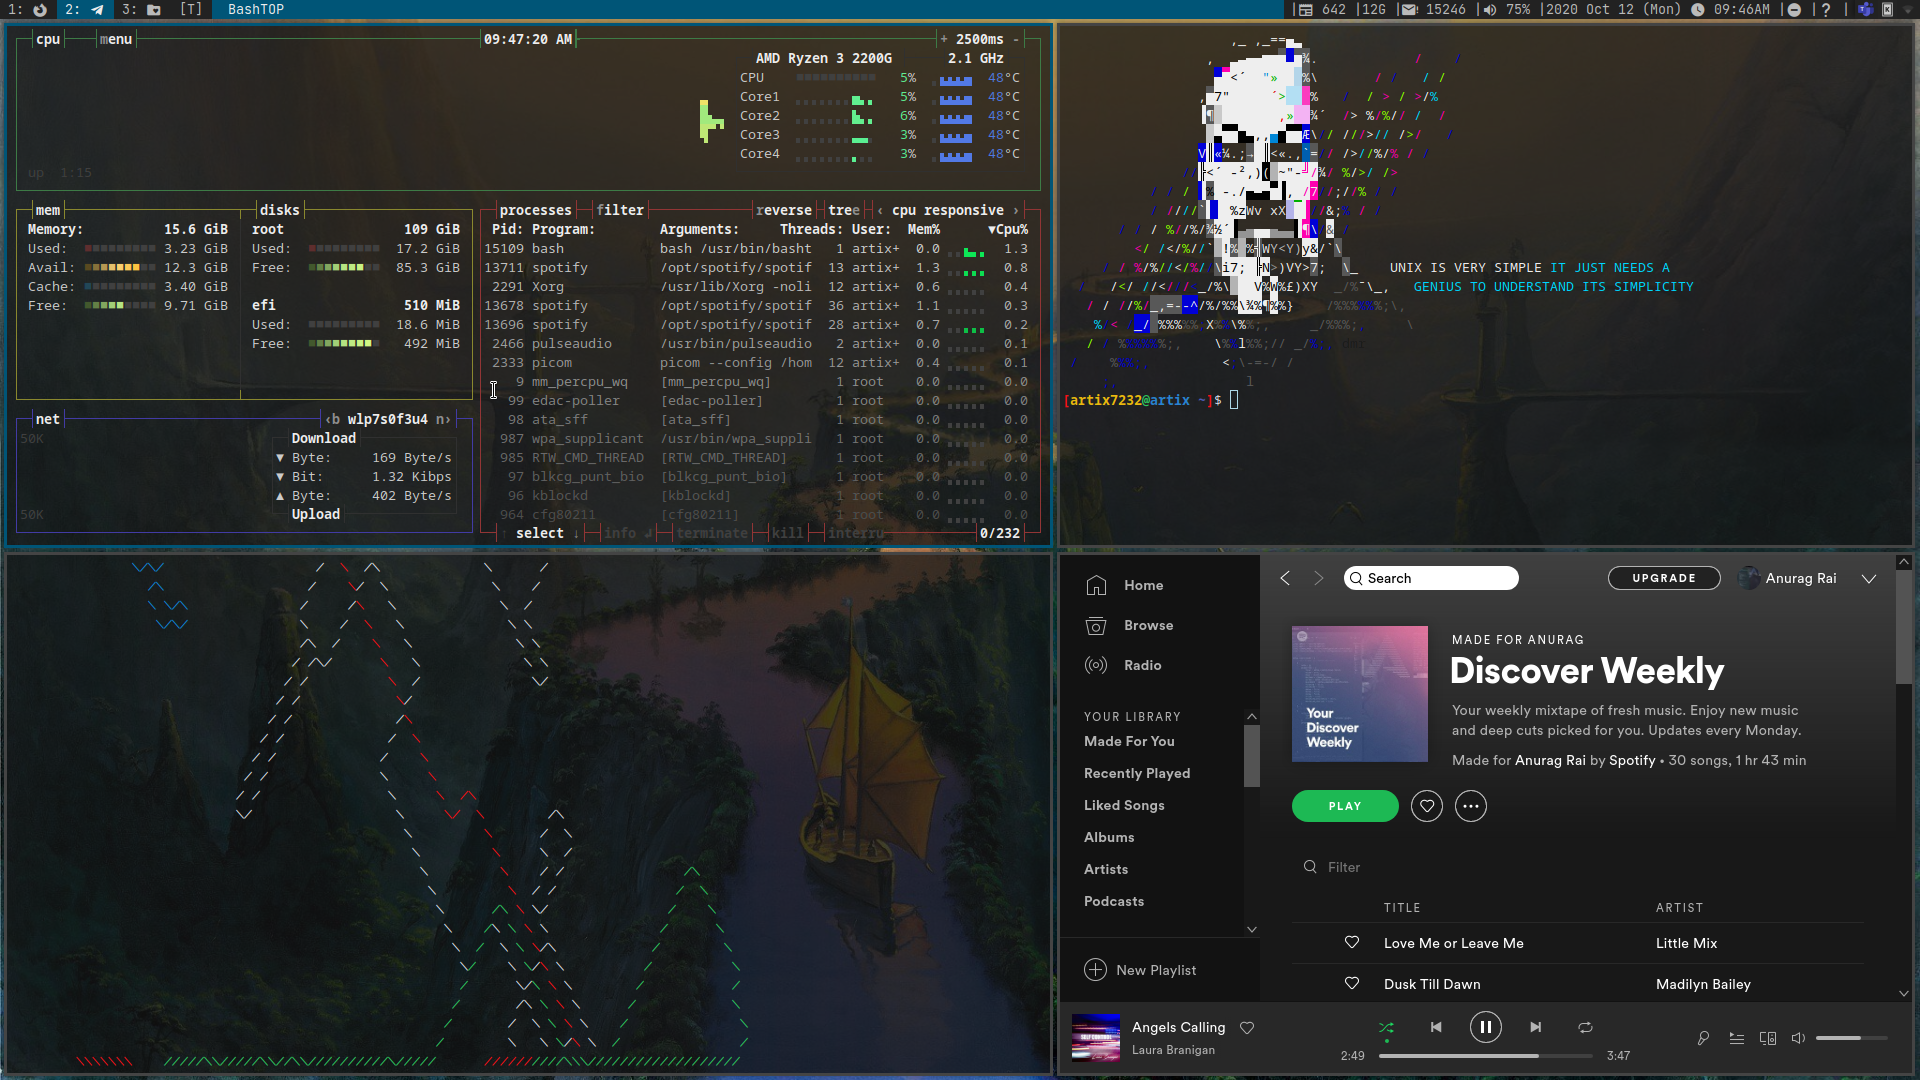 1: 2: 3: [T] BashTOP
642 |12G 15246 75% |2020 Oct 12 (Mon) 09:46AM
cpu menu 09:47:20 AM + 2500ms -
AMD Ryzen 3 2200G 2.1 GHz
CPU 5% 48°C
Core1 5% 48°C
Core2 6% 48°C
Core3 3% 48°C
Core4 3% 48°C
up 1:15
mem disks
Memory: 15.6 GiB
Used: 3.23 GiB
Avail: 12.3 GiB
Cache: 3.40 GiB
Free: 9.71 GiB
root 109 GiB
Used: 17.2 GiB
Free: 85.3 GiB
efi 510 MiB
Used: 18.6 MiB
Free: 492 MiB
net ‹b wlp7s0f3u4 n›
50K
Download
▼ Byte: 169 Byte/s
▼ Bit: 1.32 Kibps
▲ Byte: 402 Byte/s
Upload
50K
processes filter reverse tree ‹ cpu responsive ›
Pid: Program: Arguments: Threads: User: Mem% ▼Cpu%
15109 bash bash /usr/bin/basht 1 artix+ 0.0 1.3
13711 spotify /opt/spotify/spotif 13 artix+ 1.3 0.8
2291 Xorg /usr/lib/Xorg -noli 12 artix+ 0.6 0.4
13678 spotify /opt/spotify/spotif 36 artix+ 1.1 0.3
13696 spotify /opt/spotify/spotif 28 artix+ 0.7 0.2
2466 pulseaudio /usr/bin/pulseaudio 2 artix+ 0.0 0.1
2333 picom picom --config /hom 12 artix+ 0.4 0.1
9 mm_percpu_wq [mm_percpu_wq] 1 root 0.0 0.0
99 edac-poller [edac-poller] 1 root 0.0 0.0
98 ata_sff [ata_sff] 1 root 0.0 0.0
987 wpa_supplicant /usr/bin/wpa_suppli 1 root 0.0 0.0
985 RTW_CMD_THREAD [RTW_CMD_THREAD] 1 root 0.0 0.0
97 blkcg_punt_bio [blkcg_punt_bio] 1 root 0.0 0.0
96 kblockd [kblockd] 1 root 0.0 0.0
964 cfg80211 [cfg80211] 1 root 0.0 0.0
↑ select ↓ info ↲ terminate kill interru 0/232
UNIX IS VERY SIMPLE IT JUST NEEDS A
GENIUS TO UNDERSTAND ITS SIMPLICITY
[artix7232@artix ~]$
Home
Browse
Radio
YOUR LIBRARY
Made For You
Recently Played
Liked Songs
Albums
Artists
Podcasts
New Playlist
Search
UPGRADE
Anurag Rai
Your
Discover
Weekly
MADE FOR ANURAG
Discover Weekly
Your weekly mixtape of fresh music. Enjoy new music
and deep cuts picked for you. Updates every Monday.
Made for Anurag Rai by Spotify • 30 songs, 1 hr 43 min
PLAY
Filter
TITLE ARTIST
Love Me or Leave Me Little Mix
Dusk Till Dawn Madilyn Bailey
Angels Calling
Laura Branigan
2:49 3:47